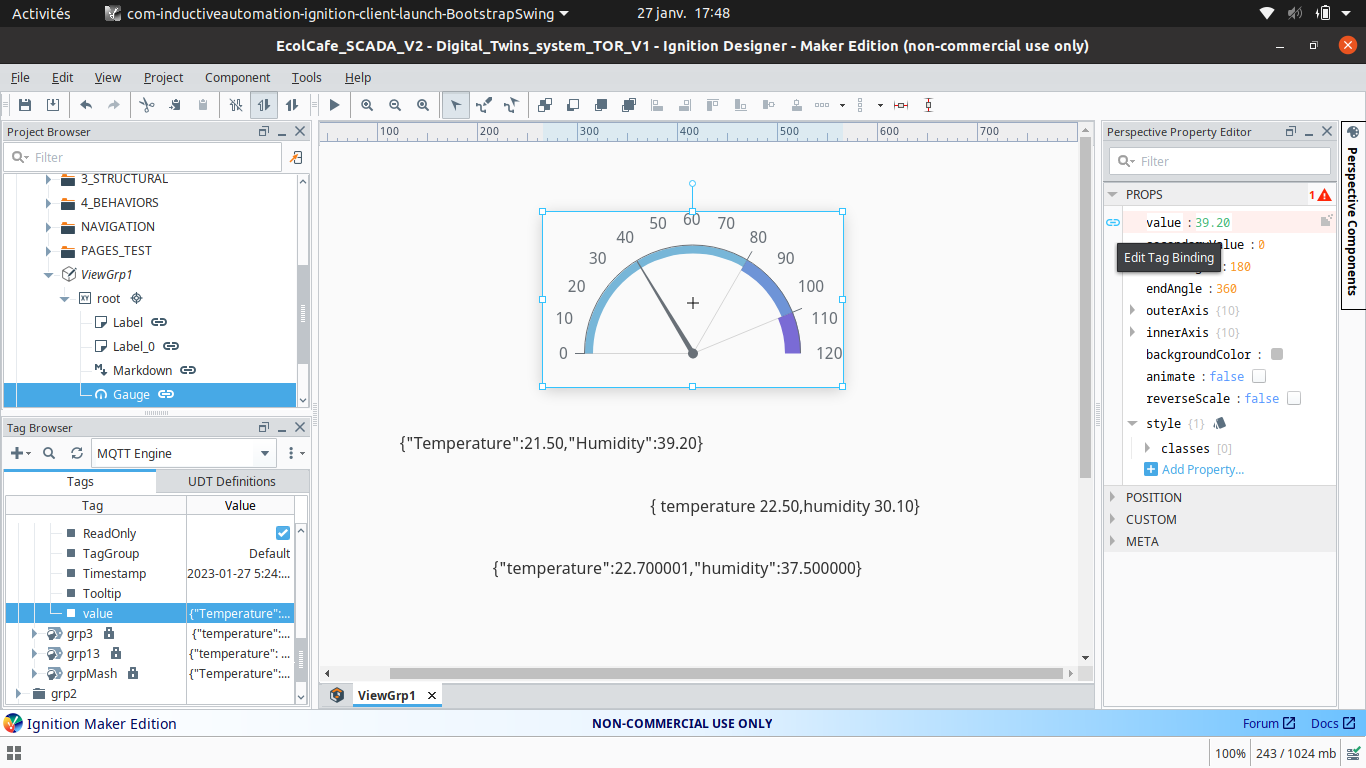 Activités com-inductiveautomation-ignition-client-launch-BootstrapSwing 27 janv. 17:48
EcolCafe_SCADA_V2 - Digital_Twins_system_TOR_V1 - Ignition Designer - Maker Edition (non-commercial use only)
File Edit View Project Component Tools Help
Project Browser
Filter
3_STRUCTURAL
4_BEHAVIORS
NAVIGATION
PAGES_TEST
ViewGrp1
root
Label
Label_0
Markdown
Gauge
Tag Browser
MQTT Engine
Tags UDT Definitions
Tag Value
ReadOnly
TagGroup Default
Timestamp 2023-01-27 5:24:...
Tooltip
value {"Temperature":...
grp3 {"temperature":...
grp13 {"temperature": ...
grpMash {"Temperature":...
grp2
100 200 300 400 500 600 700
0 10 20 30 40 50 60 70 80 90 100 110 120
{"Temperature":21.50,"Humidity":39.20}
{ temperature 22.50,humidity 30.10}
{"temperature":22.700001,"humidity":37.500000}
ViewGrp1
Perspective Property Editor
Filter
PROPS 1
value : 39.20
Value : 0
Edit Tag Binding
: 180
endAngle : 360
outerAxis {10}
innerAxis {10}
backgroundColor :
animate : false
reverseScale : false
style {1}
classes [0]
Add Property...
POSITION
CUSTOM
META
Perspective Components
Ignition Maker Edition NON-COMMERCIAL USE ONLY Forum Docs
100% 243 / 1024 mb